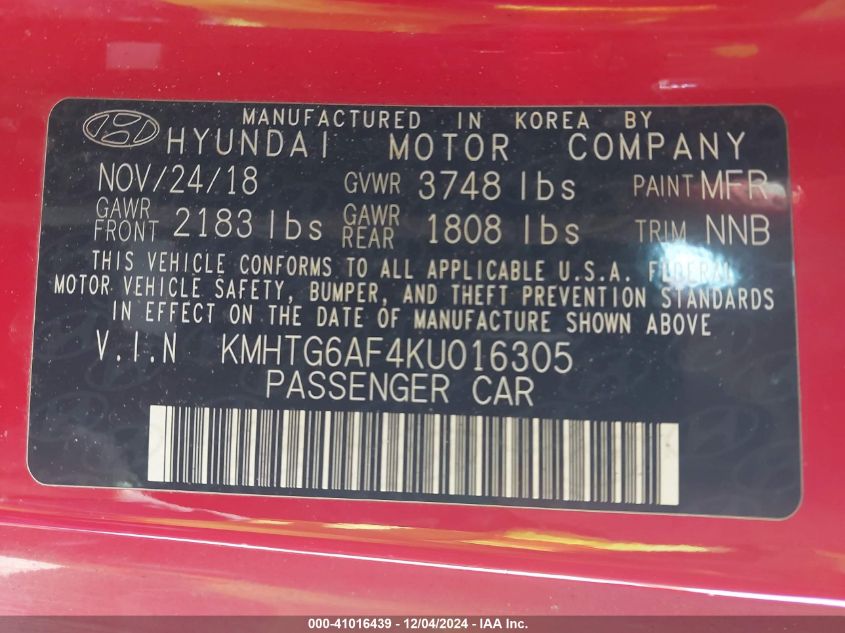 MANUFACTURED IN KOREA BY
HYUNDAI MOTOR COMPANY
NOV/24/18 GVWR 3748 lbs PAINT MFR
GAWR FRONT 2183 lbs GAWR REAR 1808 lbs TRIM NNB
THIS VEHICLE CONFORMS TO ALL APPLICABLE U.S.A. FEDERAL
MOTOR VEHICLE SAFETY, BUMPER, AND THEFT PREVENTION STANDARDS
IN EFFECT ON THE DATE OF MANUFACTURE SHOWN ABOVE
V.I.N KMHTG6AF4KU016305
PASSENGER CAR
000-41016439 - 12/04/2024 - IAA Inc.